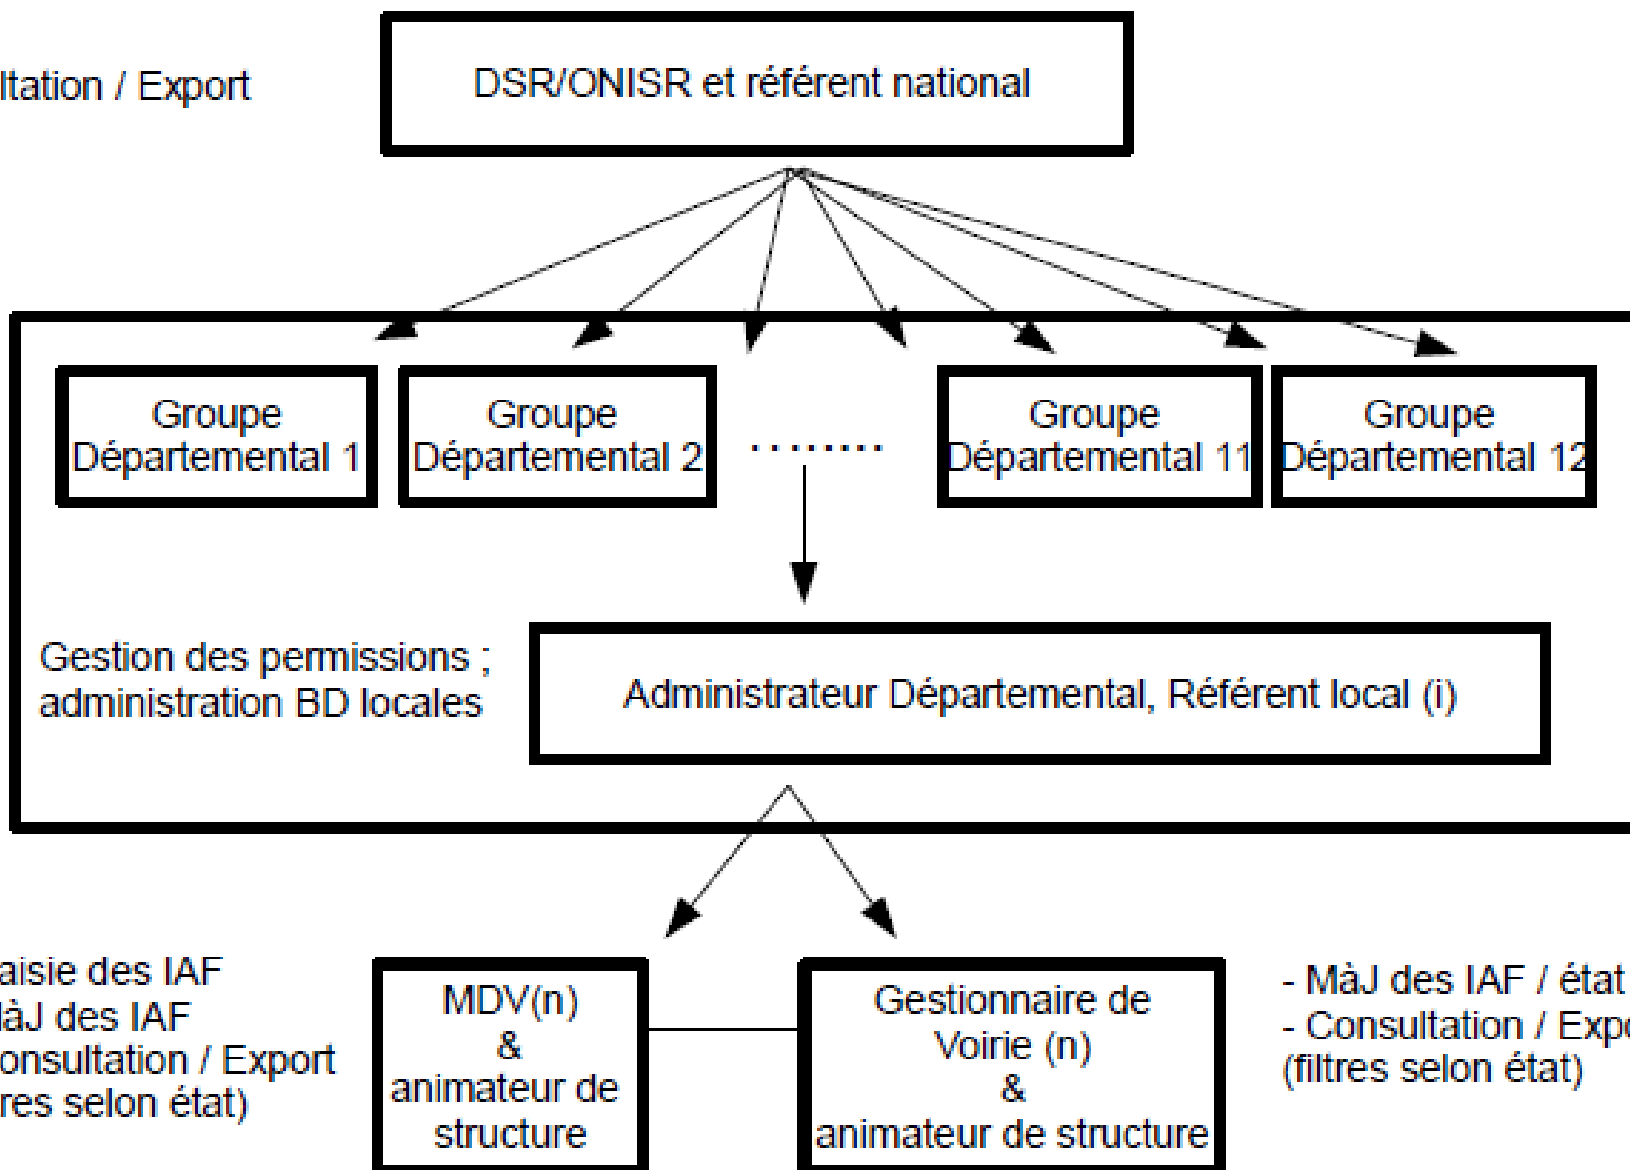 ltation / Export
DSR/ONISR et référent national
Groupe
Départemental 1
Groupe
Départemental 2
.........
Groupe
Départemental 11
Groupe
Départemental 12
Gestion des permissions ;
administration BD locales
Administrateur Départemental, Référent local (i)
aisie des IAF
àJ des IAF
onsultation / Export
res selon état)
MDV(n)
&
animateur de
structure
Gestionnaire de
Voirie (n)
&
animateur de structure
- MàJ des IAF / état
- Consultation / Expo
(filtres selon état)